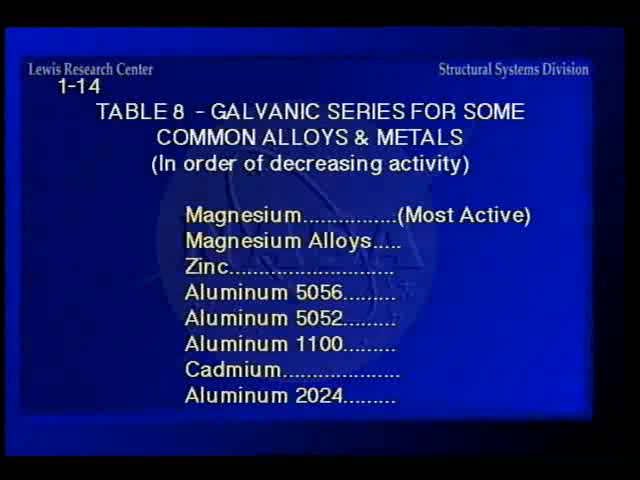 Lewis Research Center
Structural Systems Division
1-14
TABLE 8 - GALVANIC SERIES FOR SOME
COMMON ALLOYS & METALS
(In order of decreasing activity)
Magnesium................(Most Active)
Magnesium Alloys.....
Zinc............................
Aluminum 5056.........
Aluminum 5052.........
Aluminum 1100.........
Cadmium....................
Aluminum 2024.........